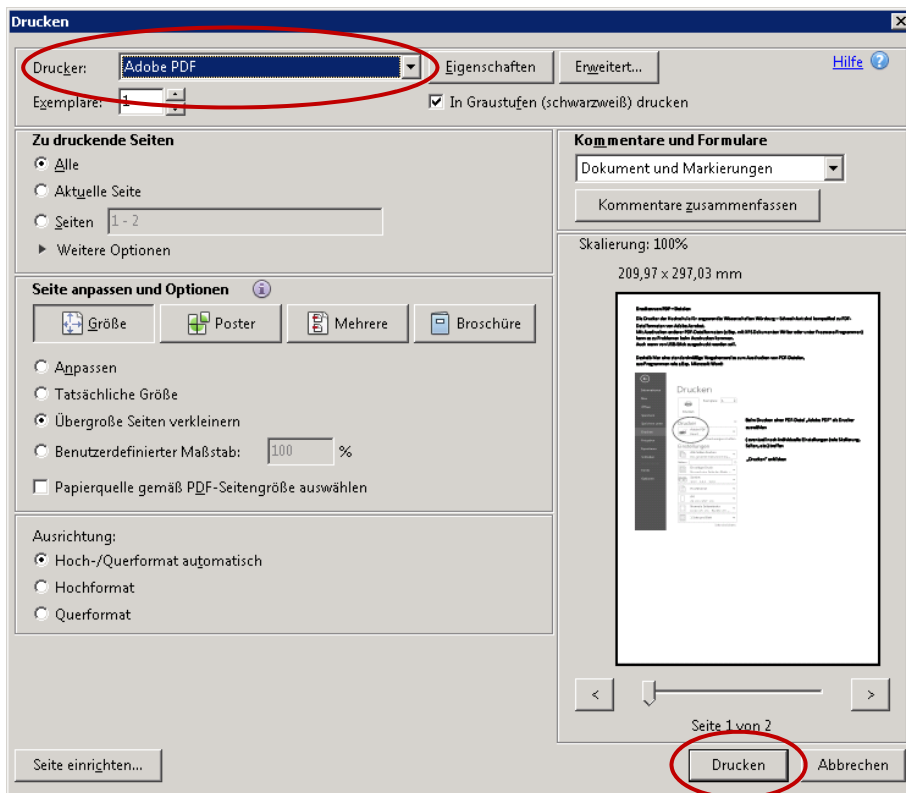 Drucken
Drucker: Adobe PDF Eigenschaften Erweitert... Hilfe
Exemplare: 1 In Graustufen (schwarzweiß) drucken
Zu druckende Seiten
Alle
Aktuelle Seite
Seiten 1 - 2
Weitere Optionen
Seite anpassen und Optionen
Größe Poster Mehrere Broschüre
Anpassen
Tatsächliche Größe
Übergroße Seiten verkleinern
Benutzerdefinierter Maßstab: 100 %
Papierquelle gemäß PDF-Seitengröße auswählen
Ausrichtung:
Hoch-/Querformat automatisch
Hochformat
Querformat
Kommentare und Formulare
Dokument und Markierungen
Kommentare zusammenfassen
Skalierung: 100%
209,97 x 297,03 mm
Drucken
Drucken
< >
Seite 1 von 2
Seite einrichten... Drucken Abbrechen